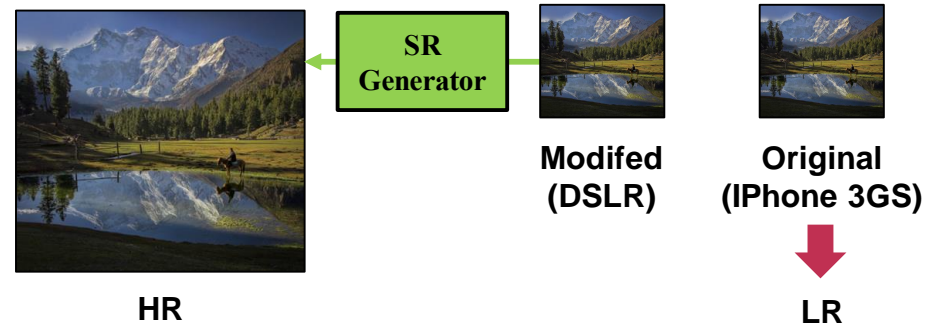 SR
Generator
Modifed
(DSLR)
Original
(IPhone 3GS)
HR
LR